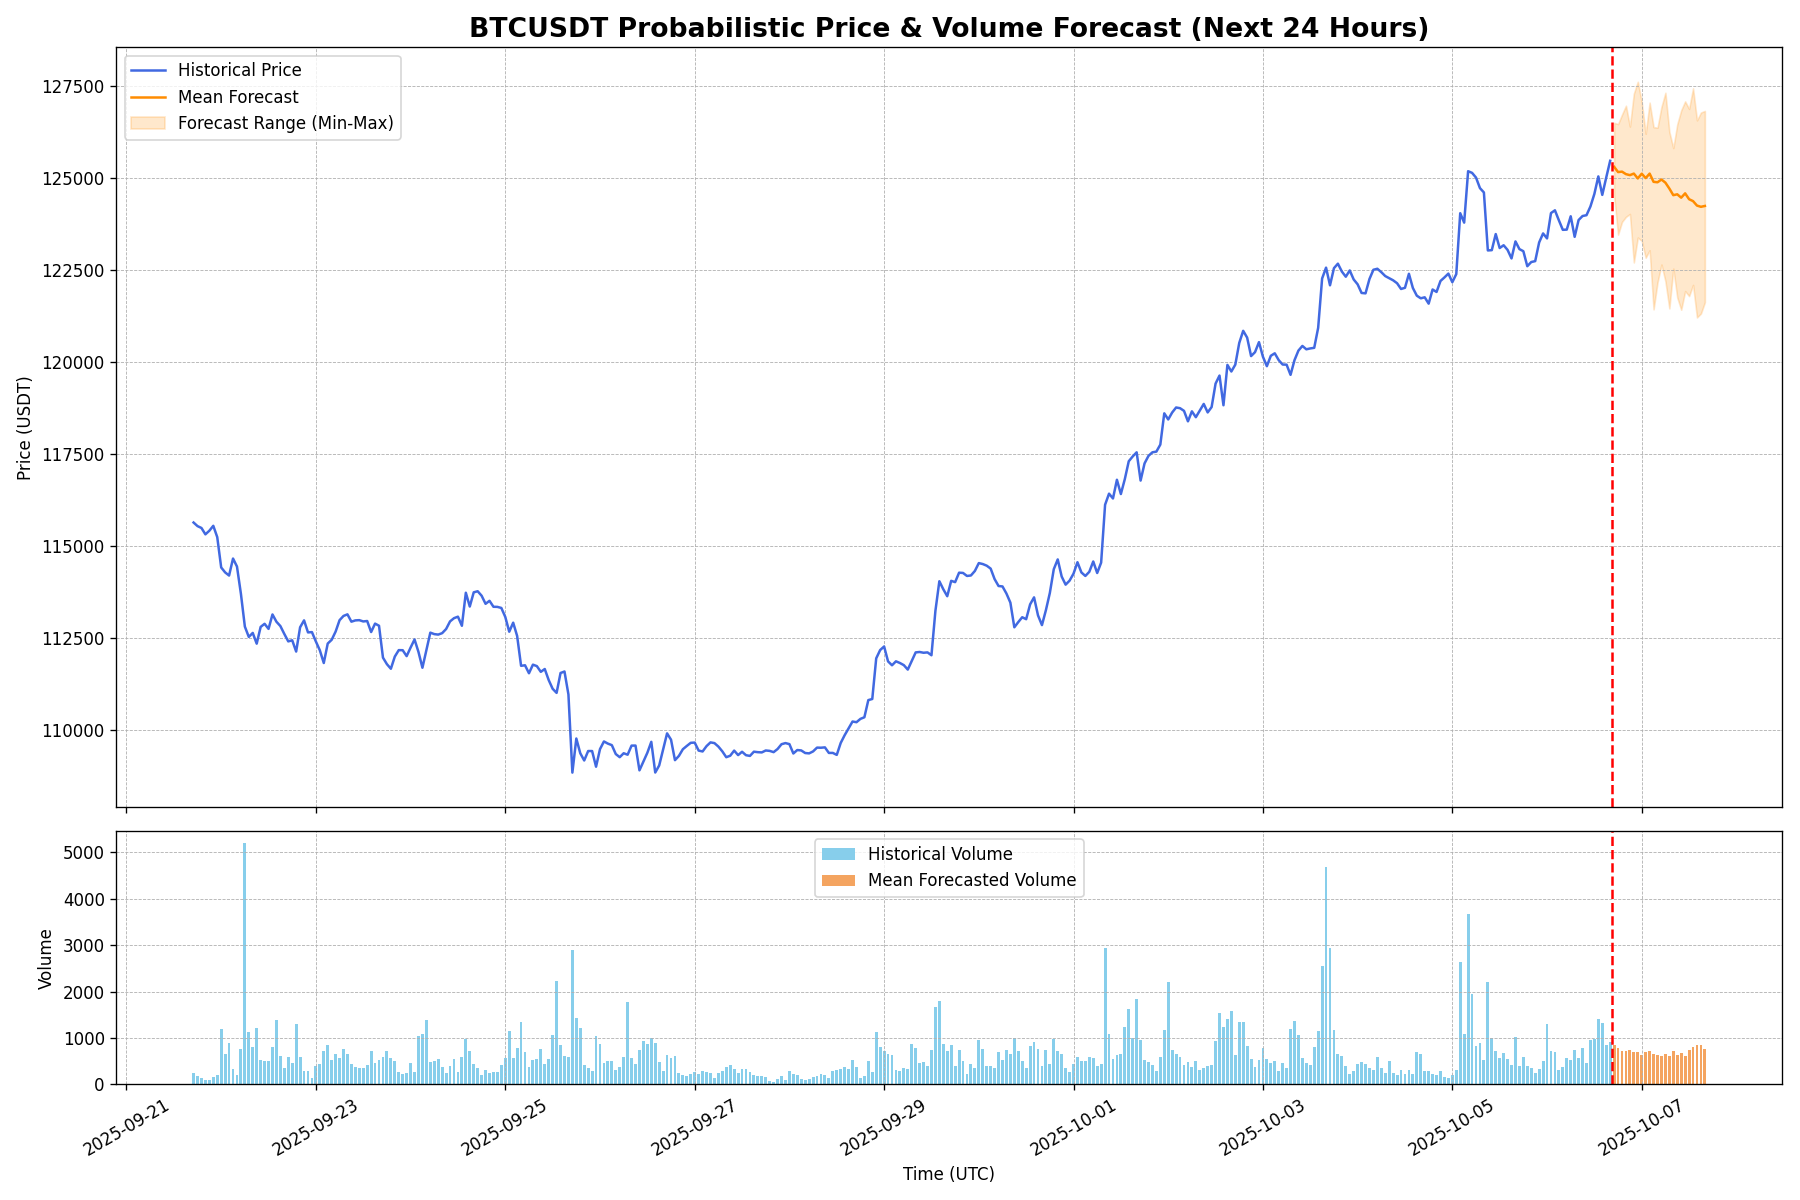 BTCUSDT Probabilistic Price & Volume Forecast (Next 24 Hours)
Historical Price
Mean Forecast
Forecast Range (Min-Max)
127500
125000
122500
120000
117500
115000
112500
110000
Price (USDT)
Historical Volume
Mean Forecasted Volume
5000
4000
3000
2000
1000
0
Volume
2025-09-21
2025-09-23
2025-09-25
2025-09-27
2025-09-29
2025-10-01
2025-10-03
2025-10-05
2025-10-07
Time (UTC)